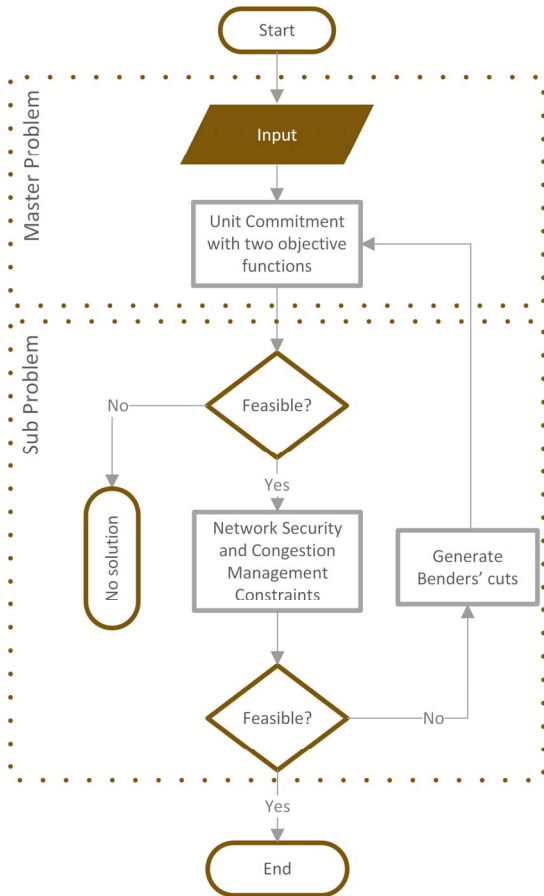 Start
Master Problem
Input
Unit Commitment
with two objective
functions
Sub Problem
Feasible?
No
Yes
No solution
Network Security
and Congestion
Management
Constraints
Generate
Benders' cuts
Feasible?
No
Yes
End